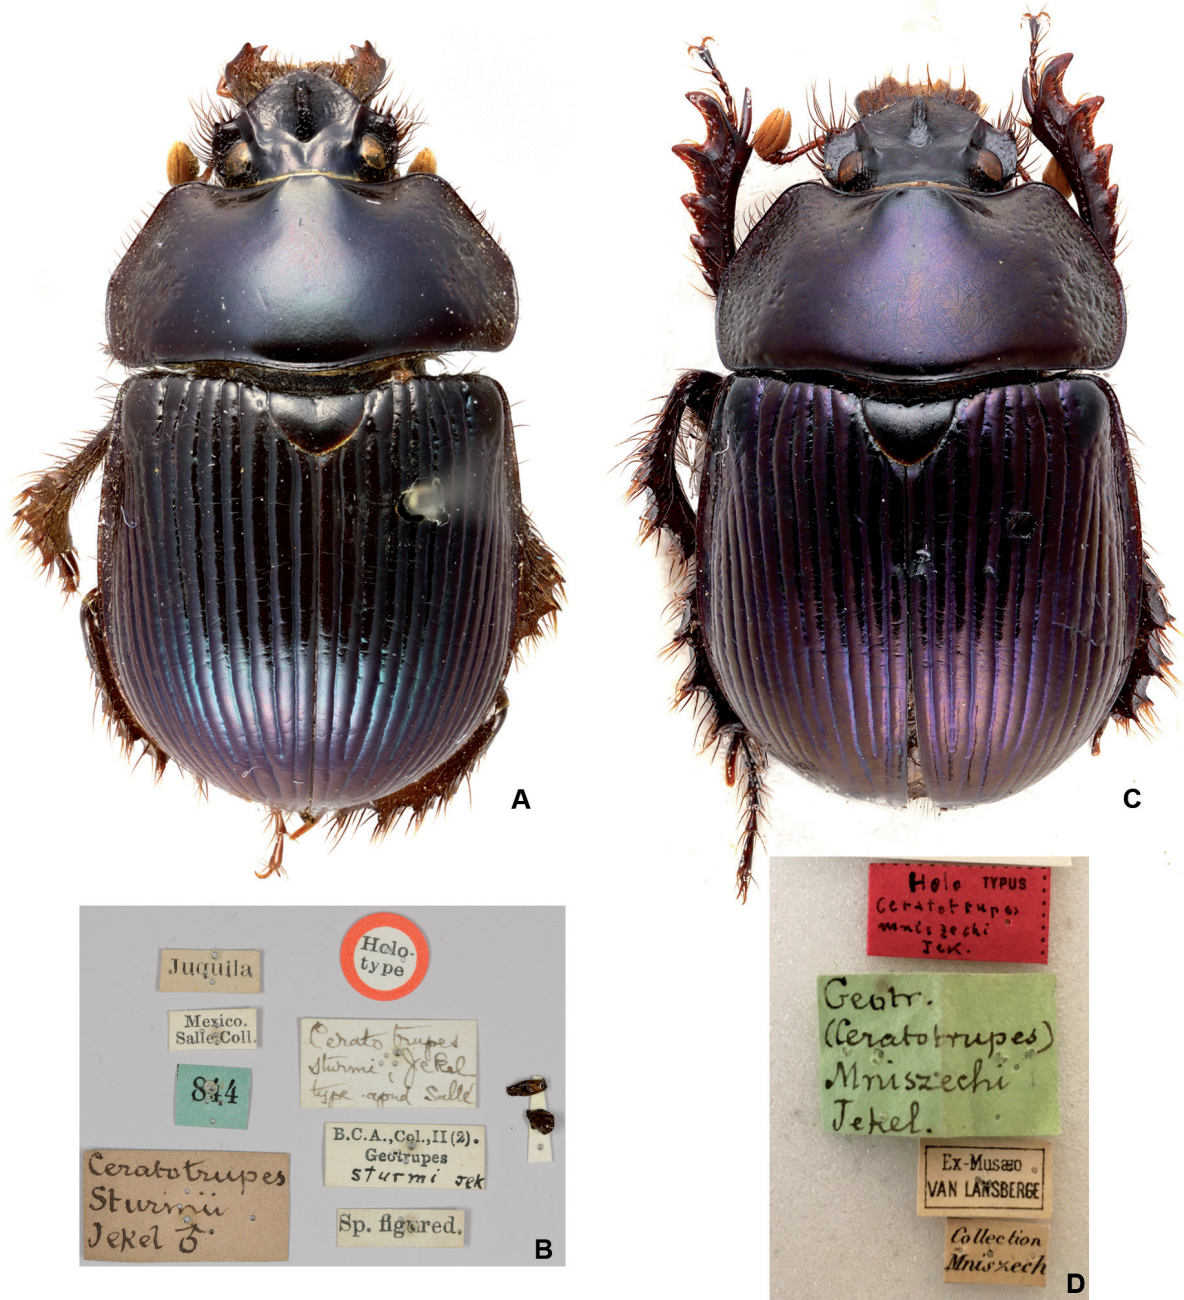 A
C
Juquila
Mexico.
Sallé Coll.
844
Ceratotrupes
Sturmii
Jekel ♂
Holo-
type
Ceratotrupes
sturmi, Jekel
type apud Sallé
B.C.A.,Col.,II(2).
Geotrupes
sturmi Jek
Sp. figured.
B
Holo TYPUS
Ceratotrupes
mniszechi
Jek.
Geotr.
(Ceratotrupes)
Mniszechi
Jekel.
Ex-Musæo
VAN LANSBERGE
Collection
Mniszech
D